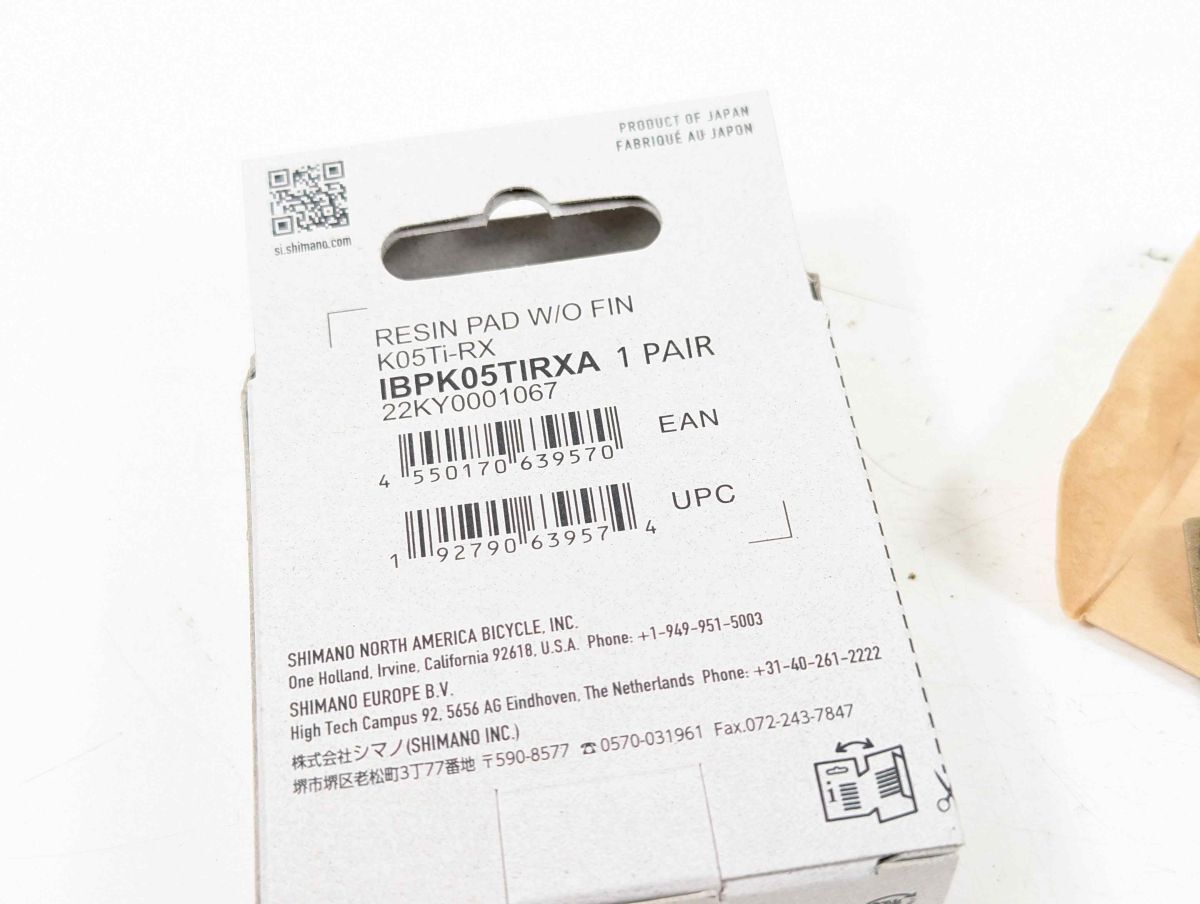 PRODUCT OF JAPAN
FABRIQUÉ AU JAPON
si.shimano.com
RESIN PAD W/O FIN
K05Ti-RX
IBPK05TIRXA 1 PAIR
22KY0001067
EAN
4 550170 639570
UPC
1 92790 63957 4
SHIMANO NORTH AMERICA BICYCLE, INC.
One Holland, Irvine, California 92618, U.S.A. Phone: +1-949-951-5003
SHIMANO EUROPE B.V.
High Tech Campus 92, 5656 AG Eindhoven, The Netherlands Phone: +31-40-261-2222
株式会社シマノ(SHIMANO INC.)
堺市堺区老松町3丁77番地 〒590-8577 ☎0570-031961 Fax.072-243-7847